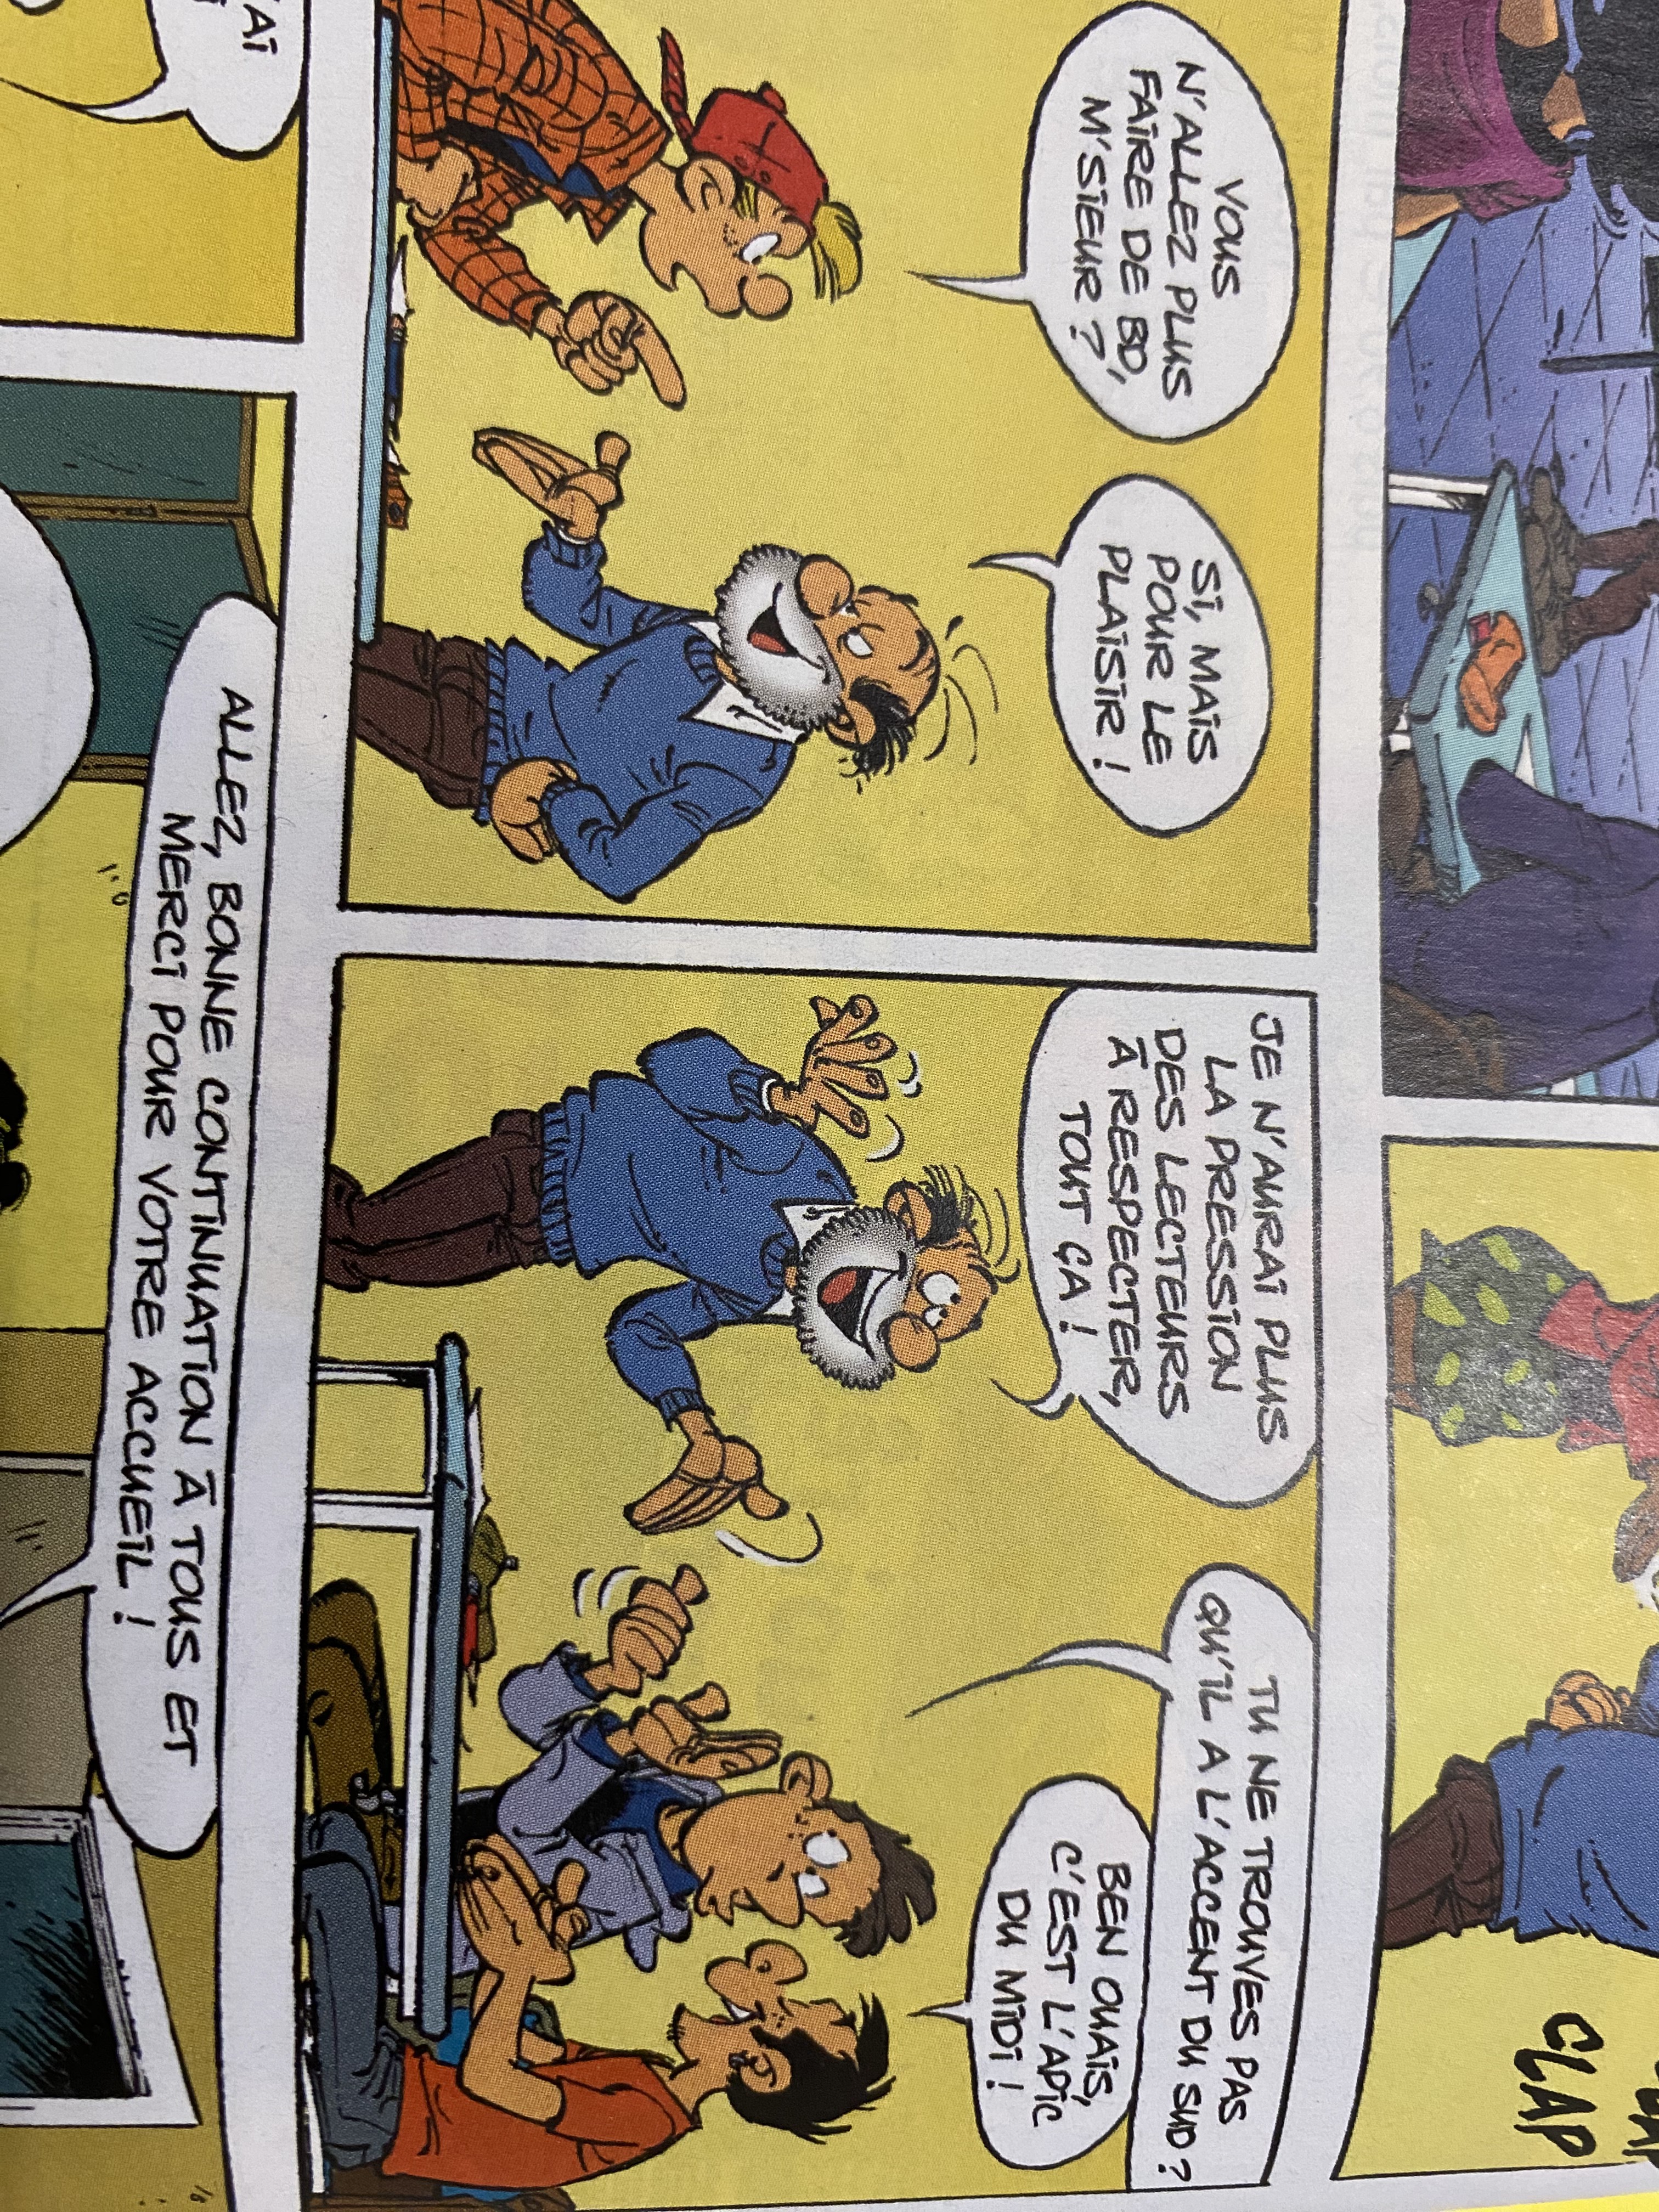 CLAP
VOUS
N'ALLEZ PLUS
FAIRE DE BD,
M'SIEUR ?
SI, MAIS
POUR LE
PLAISIR !
JE N'AURAI PLUS
LA PRESSION
DES LECTEURS
À RESPECTER,
TOUT ÇA !
TU NE TROUVES PAS
QU'IL A L'ACCENT DU SUD ?
BEN OUAIS,
C'EST L'APIC
DU MIDI !
ALLEZ, BONNE CONTINUATION À TOUS ET
MERCI POUR VOTRE ACCUEIL !